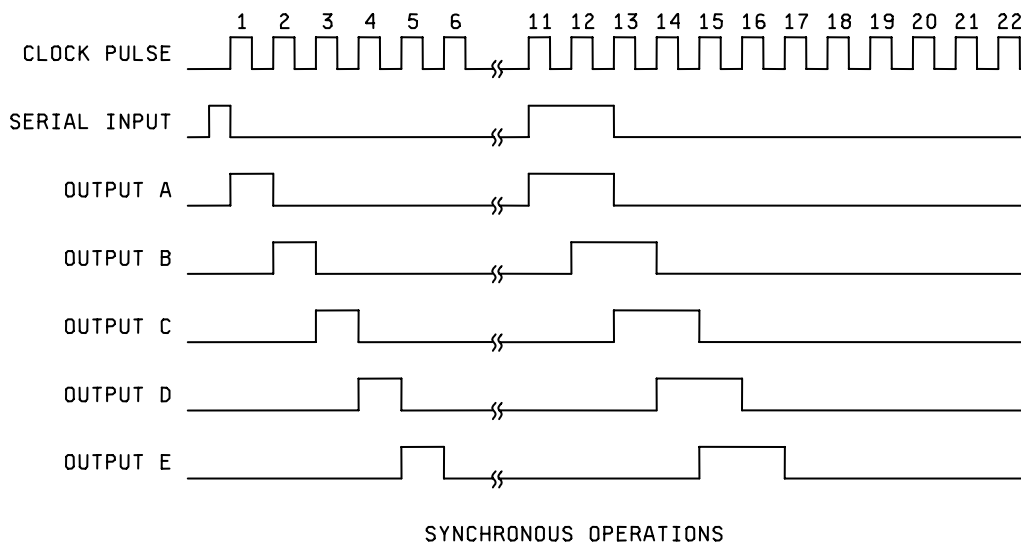 1 2 3 4 5 6 11 12 13 14 15 16 17 18 19 20 21 22
CLOCK PULSE
SERIAL INPUT
OUTPUT A
OUTPUT B
OUTPUT C
OUTPUT D
OUTPUT E
SYNCHRONOUS OPERATIONS